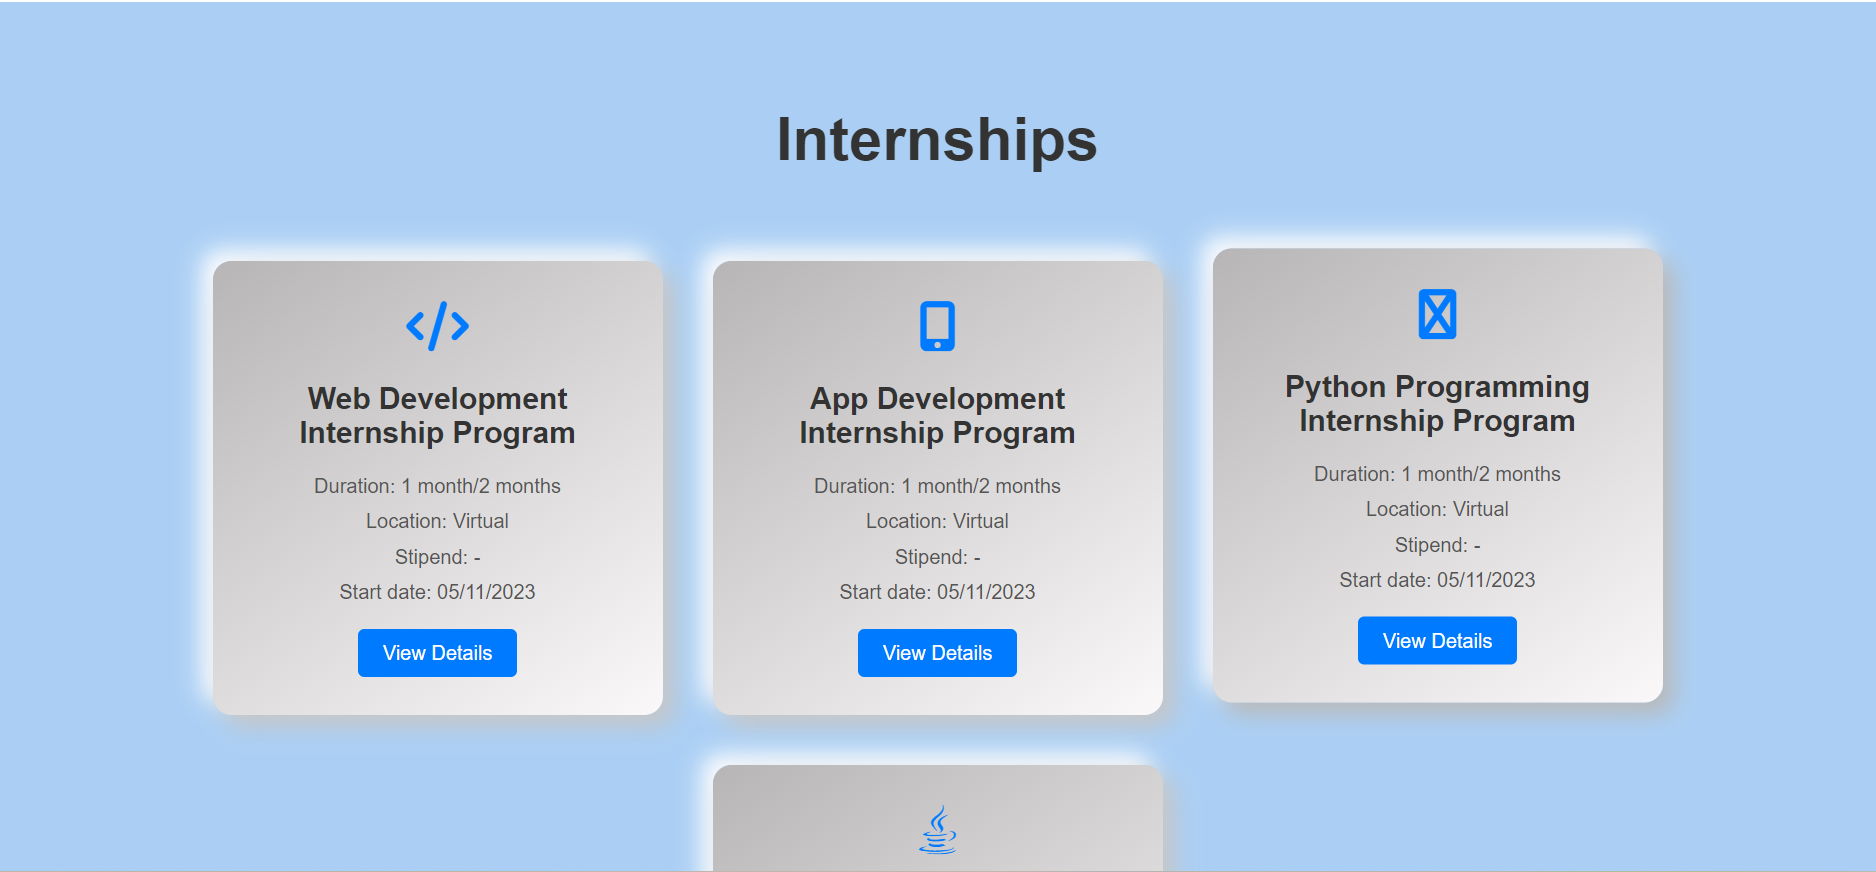 Internships
Web Development
Internship Program
Duration: 1 month/2 months
Location: Virtual
Stipend: -
Start date: 05/11/2023
View Details
App Development
Internship Program
Duration: 1 month/2 months
Location: Virtual
Stipend: -
Start date: 05/11/2023
View Details
Python Programming
Internship Program
Duration: 1 month/2 months
Location: Virtual
Stipend: -
Start date: 05/11/2023
View Details